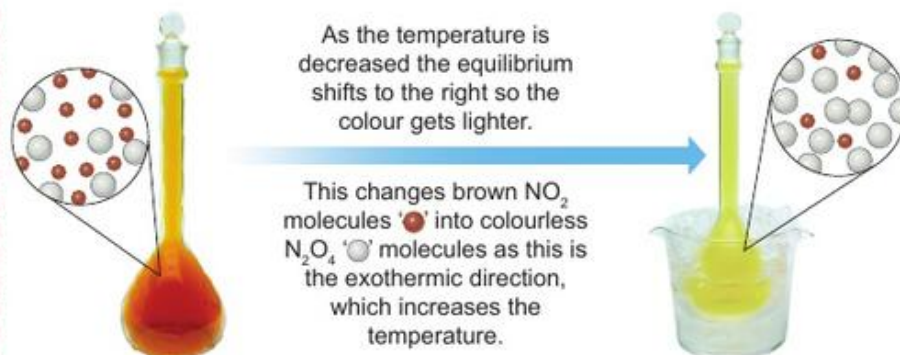 As the temperature is
decreased the equilibrium
shifts to the right so the
colour gets lighter.
This changes brown NO₂
molecules ‘ ’ into colourless
N₂O₄ ‘ ’ molecules as this is
the exothermic direction,
which increases the
temperature.